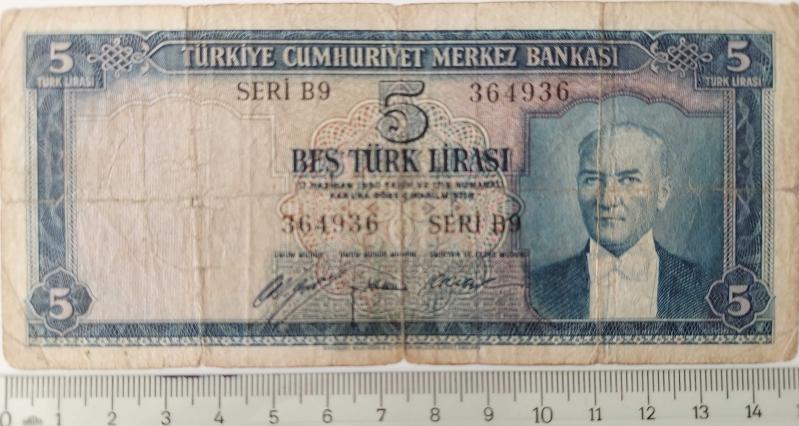 5 TÜRKİYE CUMHURİYET MERKEZ BANKASI 5
TÜRK LİRASI TÜRK LİRASI
SERİ B9 5 364936
BEŞ TÜRK LİRASI
364936 SERİ B9
5 5
0 1 2 3 4 5 6 7 8 9 10 11 12 13 14